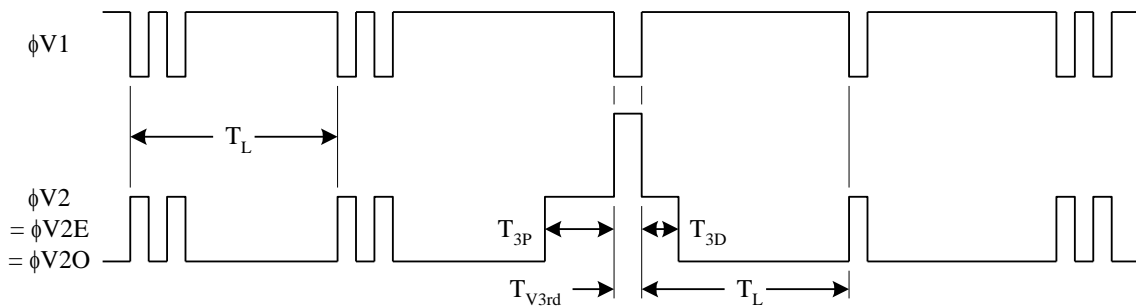 ϕV1
T_L
ϕV2
= ϕV2E
= ϕV2O
T_3P
T_3D
T_V3rd
T_L